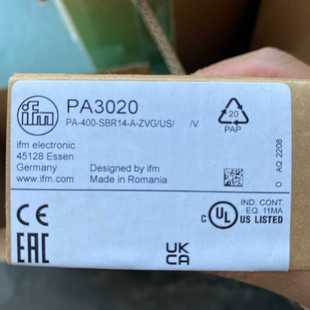 ifm
PA3020
PA-400-SBR14-A-ZVG/US/ /V
20
PAP
ifm electronic
45128 Essen
Germany
www.ifm.com
Designed by ifm
Made in Romania
O AQ 2208
CE
C UL US LISTED
IND. CONT.
EQ. 11MA
EAC
UK
CA